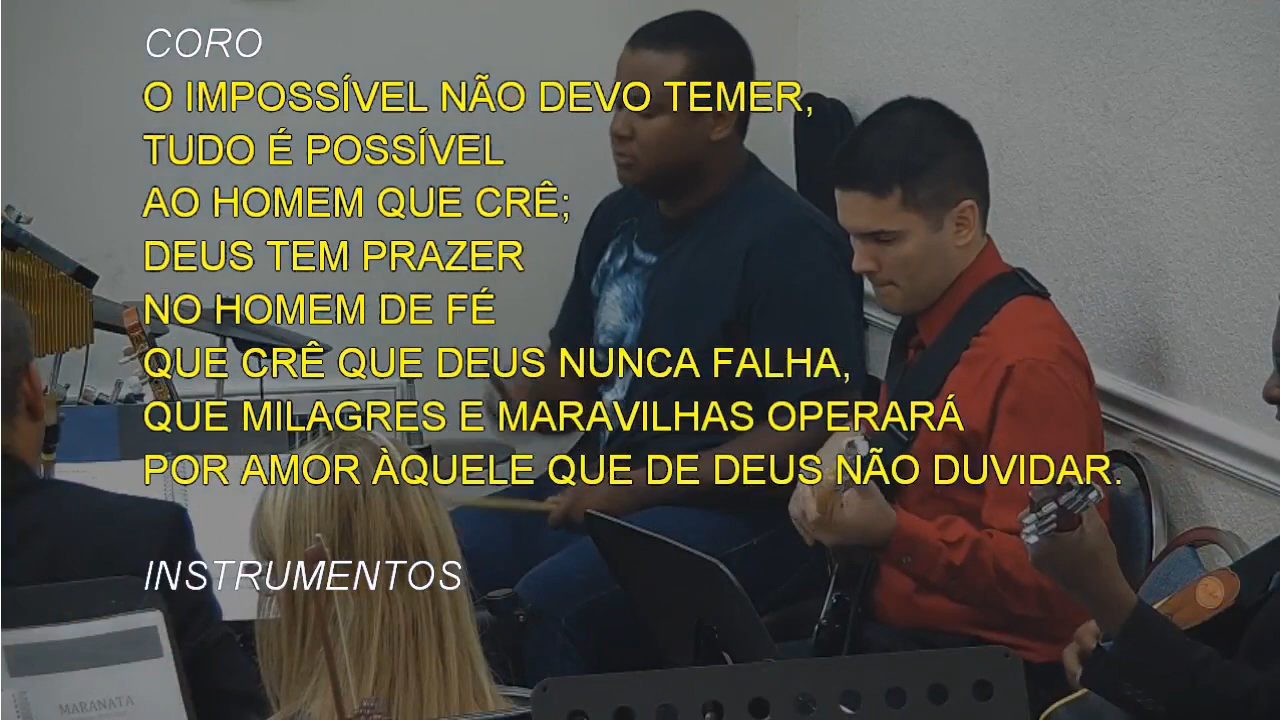 CORO
O IMPOSSÍVEL NÃO DEVO TEMER,
TUDO É POSSÍVEL
AO HOMEM QUE CRÊ;
DEUS TEM PRAZER
NO HOMEM DE FÉ
QUE CRÊ QUE DEUS NUNCA FALHA,
QUE MILAGRES E MARAVILHAS OPERARÁ
POR AMOR ÀQUELE QUE DE DEUS NÃO DUVIDAR.
INSTRUMENTOS
MARANATA